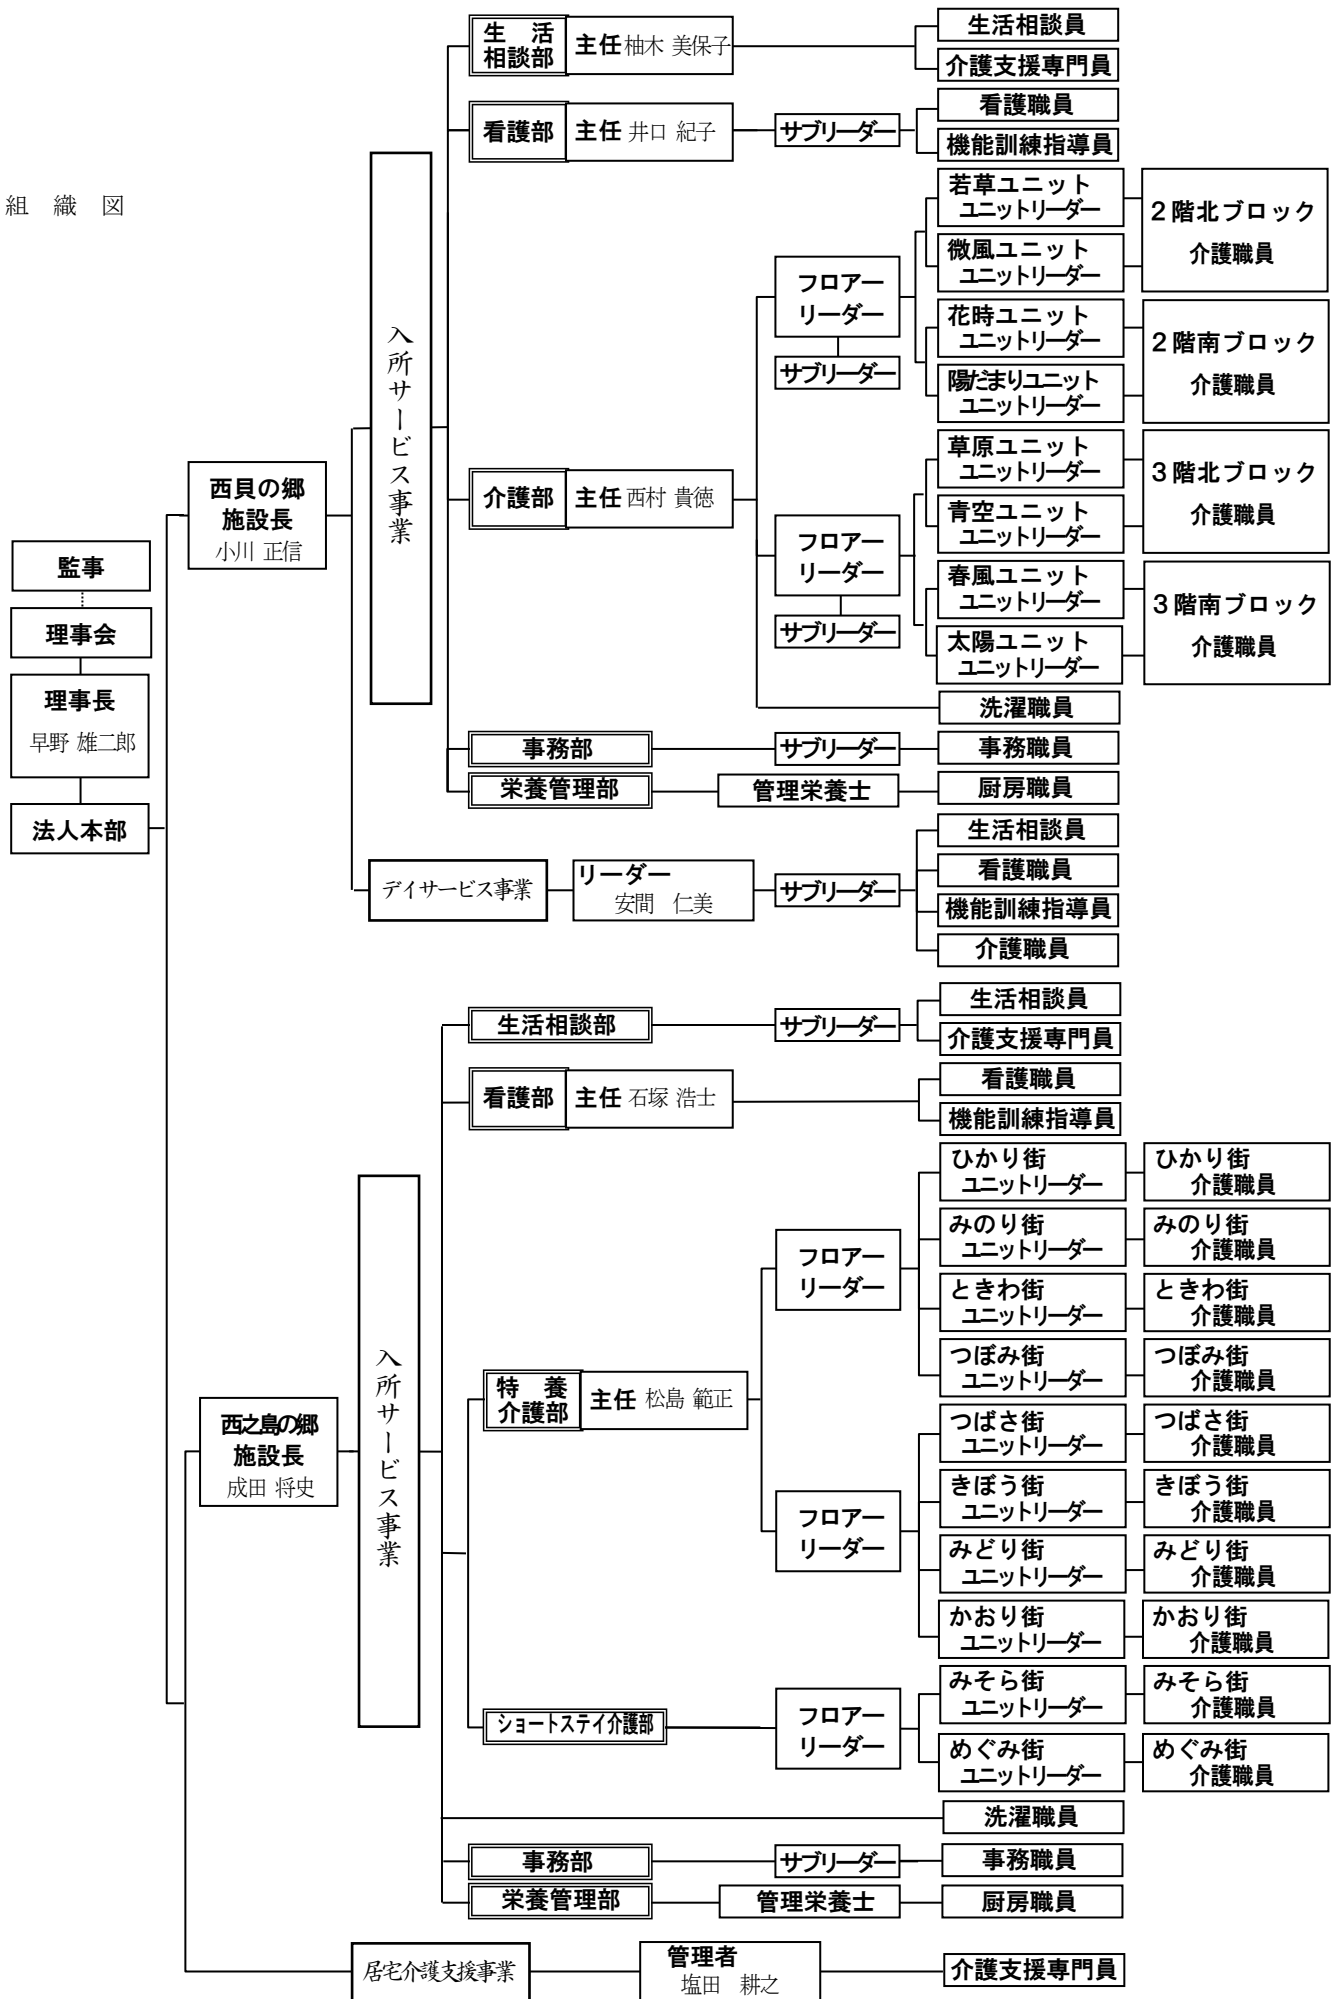 組 織 図
監事
理事会
理事長
早野 雄二郎
法人本部
西貝の郷
施設長
小川 正信
入所サービス事業
生 活
相談部
主任 柚木 美保子
生活相談員
介護支援専門員
看護部
主任 井口 紀子
サブリーダー
看護職員
機能訓練指導員
介護部
主任 西村 貴徳
フロアー
リーダー
サブリーダー
若草ユニット
ユニットリーダー
微風ユニット
ユニットリーダー
2階北ブロック
介護職員
花時ユニット
ユニットリーダー
陽だまりユニット
ユニットリーダー
2階南ブロック
介護職員
フロアー
リーダー
サブリーダー
草原ユニット
ユニットリーダー
青空ユニット
ユニットリーダー
3階北ブロック
介護職員
春風ユニット
ユニットリーダー
太陽ユニット
ユニットリーダー
3階南ブロック
介護職員
洗濯職員
事務部
サブリーダー
事務職員
栄養管理部
管理栄養士
厨房職員
デイサービス事業
リーダー
安間 仁美
サブリーダー
生活相談員
看護職員
機能訓練指導員
介護職員
西之島の郷
施設長
成田 将史
入所サービス事業
生活相談部
サブリーダー
生活相談員
介護支援専門員
看護部
主任 石塚 浩士
看護職員
機能訓練指導員
特 養
介護部
主任 松島 範正
フロアー
リーダー
ひかり街
ユニットリーダー
ひかり街
介護職員
みのり街
ユニットリーダー
みのり街
介護職員
ときわ街
ユニットリーダー
ときわ街
介護職員
つぼみ街
ユニットリーダー
つぼみ街
介護職員
フロアー
リーダー
つばさ街
ユニットリーダー
つばさ街
介護職員
きぼう街
ユニットリーダー
きぼう街
介護職員
みどり街
ユニットリーダー
みどり街
介護職員
かおり街
ユニットリーダー
かおり街
介護職員
ショートステイ介護部
フロアー
リーダー
みそら街
ユニットリーダー
みそら街
介護職員
めぐみ街
ユニットリーダー
めぐみ街
介護職員
洗濯職員
事務部
サブリーダー
事務職員
栄養管理部
管理栄養士
厨房職員
居宅介護支援事業
管理者
塩田 耕之
介護支援専門員